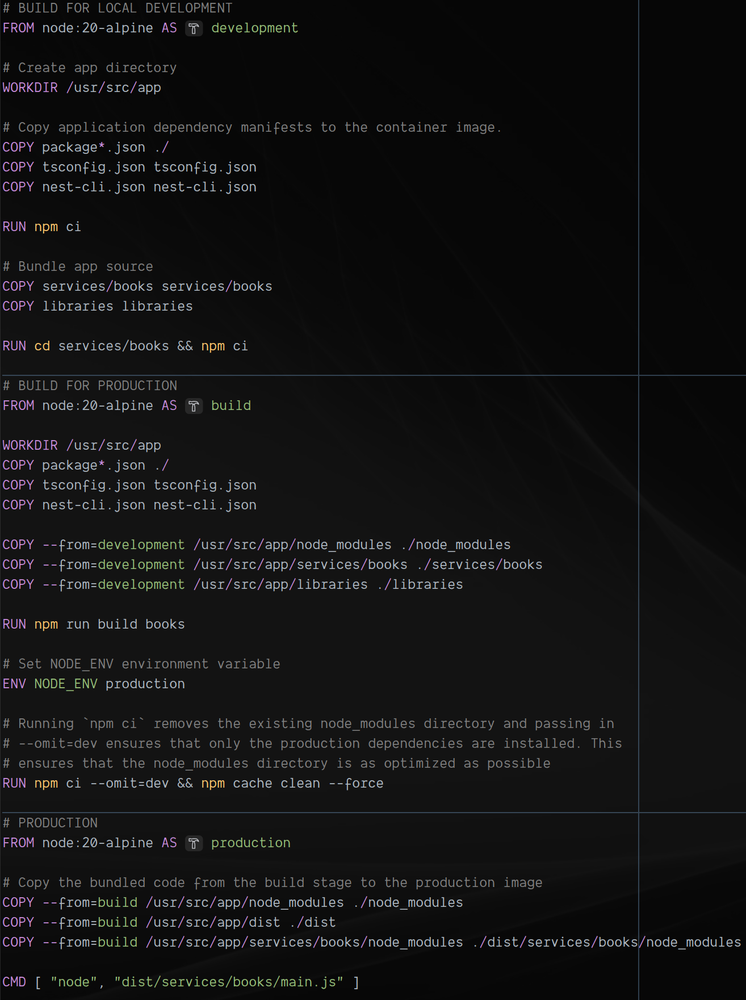 # BUILD FOR LOCAL DEVELOPMENT
FROM node:20-alpine AS development
# Create app directory
WORKDIR /usr/src/app
# Copy application dependency manifests to the container image.
COPY package*.json ./
COPY tsconfig.json tsconfig.json
COPY nest-cli.json nest-cli.json
RUN npm ci
# Bundle app source
COPY services/books services/books
COPY libraries libraries
RUN cd services/books && npm ci
# BUILD FOR PRODUCTION
FROM node:20-alpine AS build
WORKDIR /usr/src/app
COPY package*.json ./
COPY tsconfig.json tsconfig.json
COPY nest-cli.json nest-cli.json
COPY --from=development /usr/src/app/node_modules ./node_modules
COPY --from=development /usr/src/app/services/books ./services/books
COPY --from=development /usr/src/app/libraries ./libraries
RUN npm run build books
# Set NODE_ENV environment variable
ENV NODE_ENV production
# Running `npm ci` removes the existing node_modules directory and passing in
# --omit=dev ensures that only the production dependencies are installed. This
# ensures that the node_modules directory is as optimized as possible
RUN npm ci --omit=dev && npm cache clean --force
# PRODUCTION
FROM node:20-alpine AS production
# Copy the bundled code from the build stage to the production image
COPY --from=build /usr/src/app/node_modules ./node_modules
COPY --from=build /usr/src/app/dist ./dist
COPY --from=build /usr/src/app/services/books/node_modules ./dist/services/books/node_modules
CMD [ "node", "dist/services/books/main.js" ]